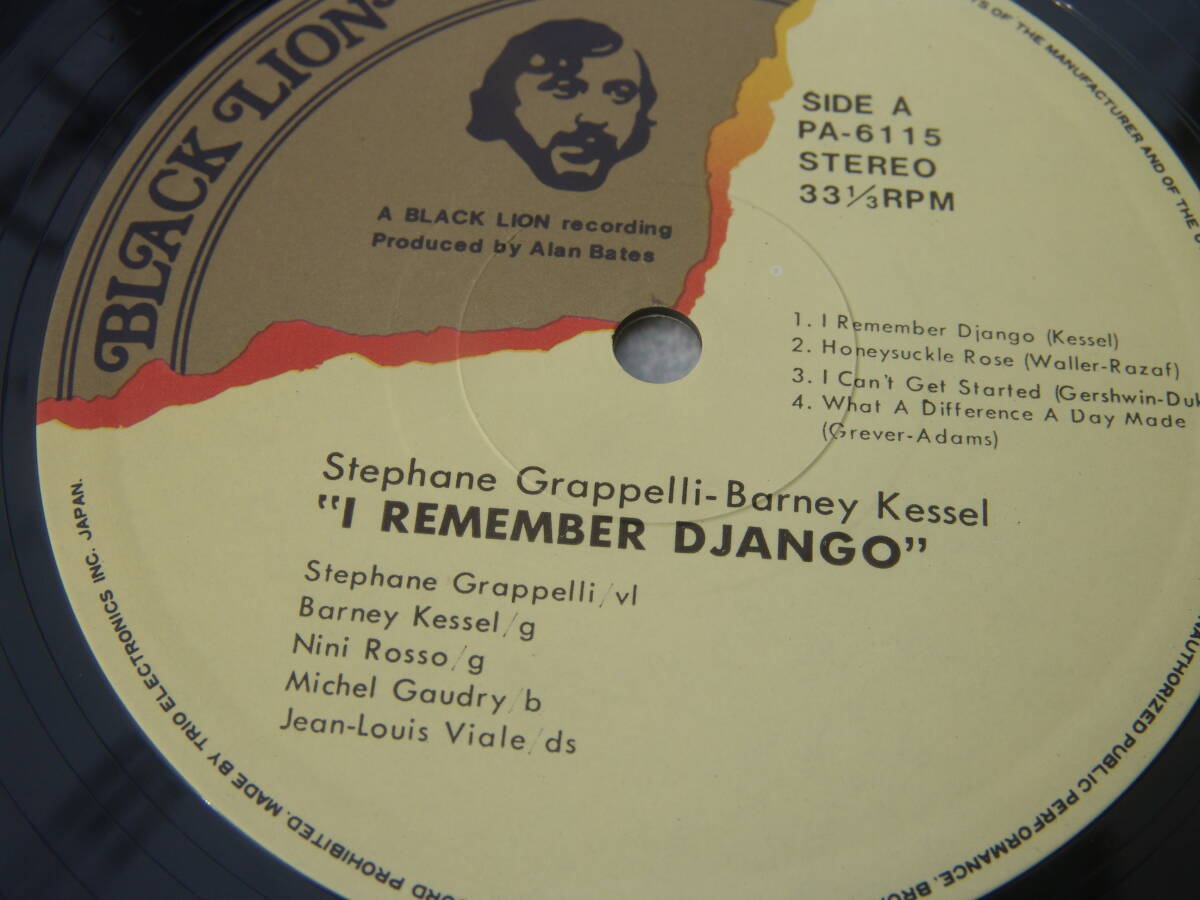 BLACK LION
A BLACK LION recording
Produced by Alan Bates
SIDE A
PA-6115
STEREO
33⅓RPM
1. I Remember Django (Kessel)
2. Honeysuckle Rose (Waller-Razaf)
3. I Can't Get Started (Gershwin-Duk
4. What A Difference A Day Made
(Grever-Adams)
Stephane Grappelli-Barney Kessel
"I REMEMBER DJANGO"
Stephane Grappelli/vl
Barney Kessel/g
Nini Rosso/g
Michel Gaudry/b
Jean-Louis Viale/ds
OF THE MANUFACTURER AND OF THE
PUBLIC PERFORMANCE,
PROHIBITED. MADE BY TRIO ELECTRONICS INC. JAPAN.